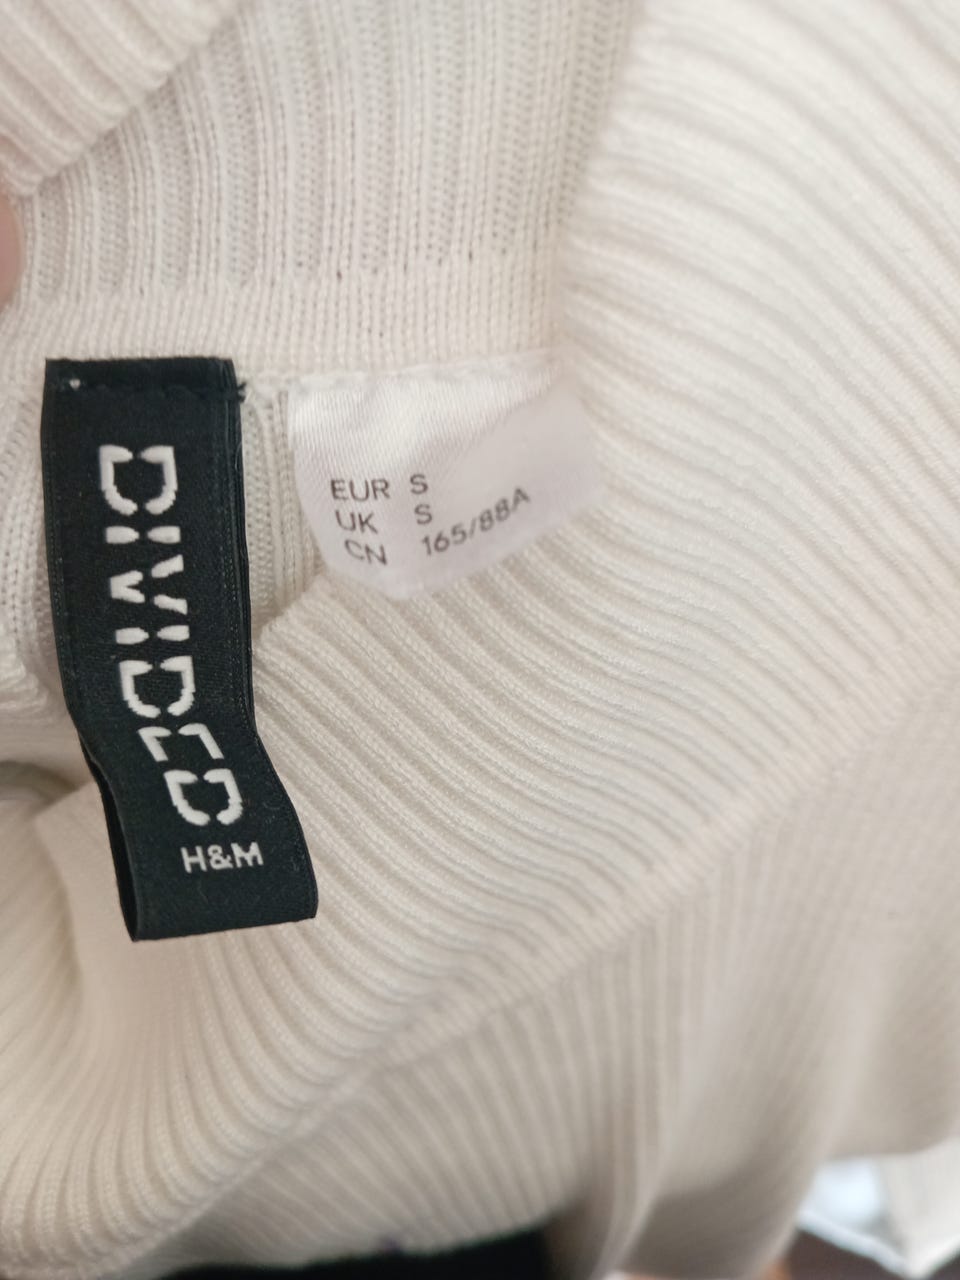 DIVIDED
H&M
EUR S
UK S
CN 165/88A